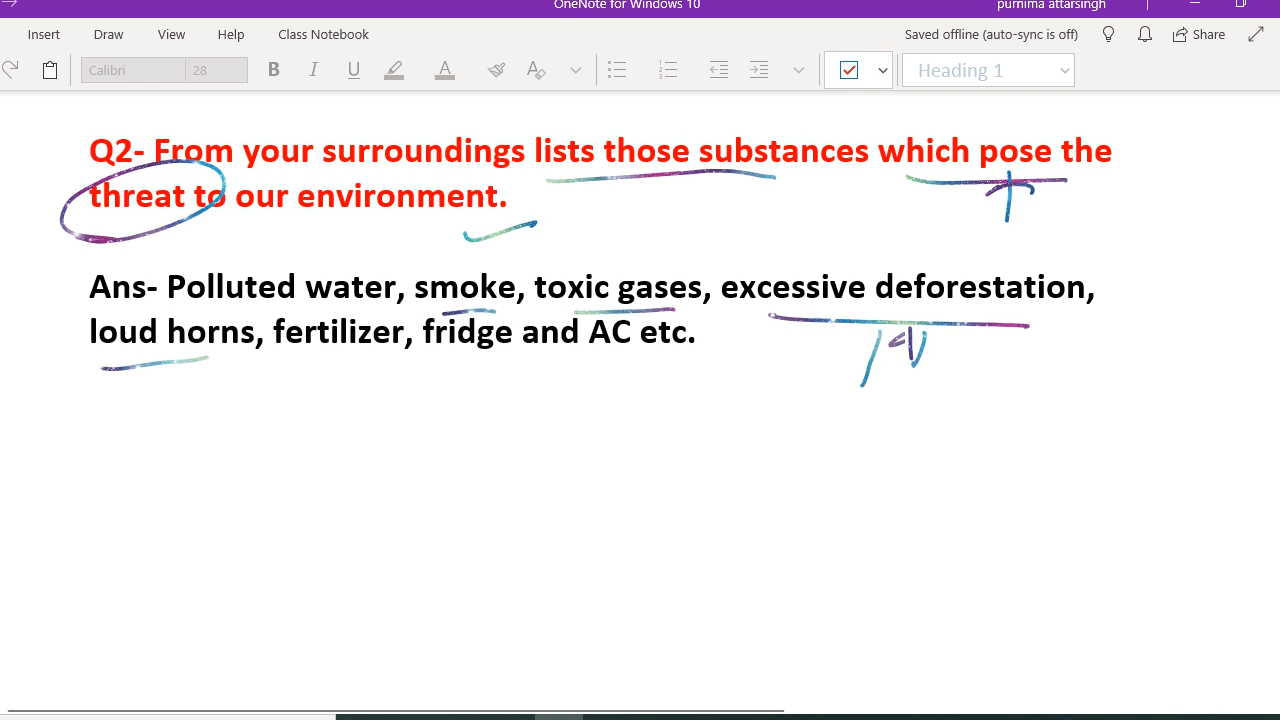 OneNote for Windows 10
purnima attarsingh
Insert Draw View Help Class Notebook
Saved offline (auto-sync is off)
Share
Calibri 28
B I U A
Heading 1
Q2- From your surroundings lists those substances which pose the
threat to our environment.
Ans- Polluted water, smoke, toxic gases, excessive deforestation,
loud horns, fertilizer, fridge and AC etc.